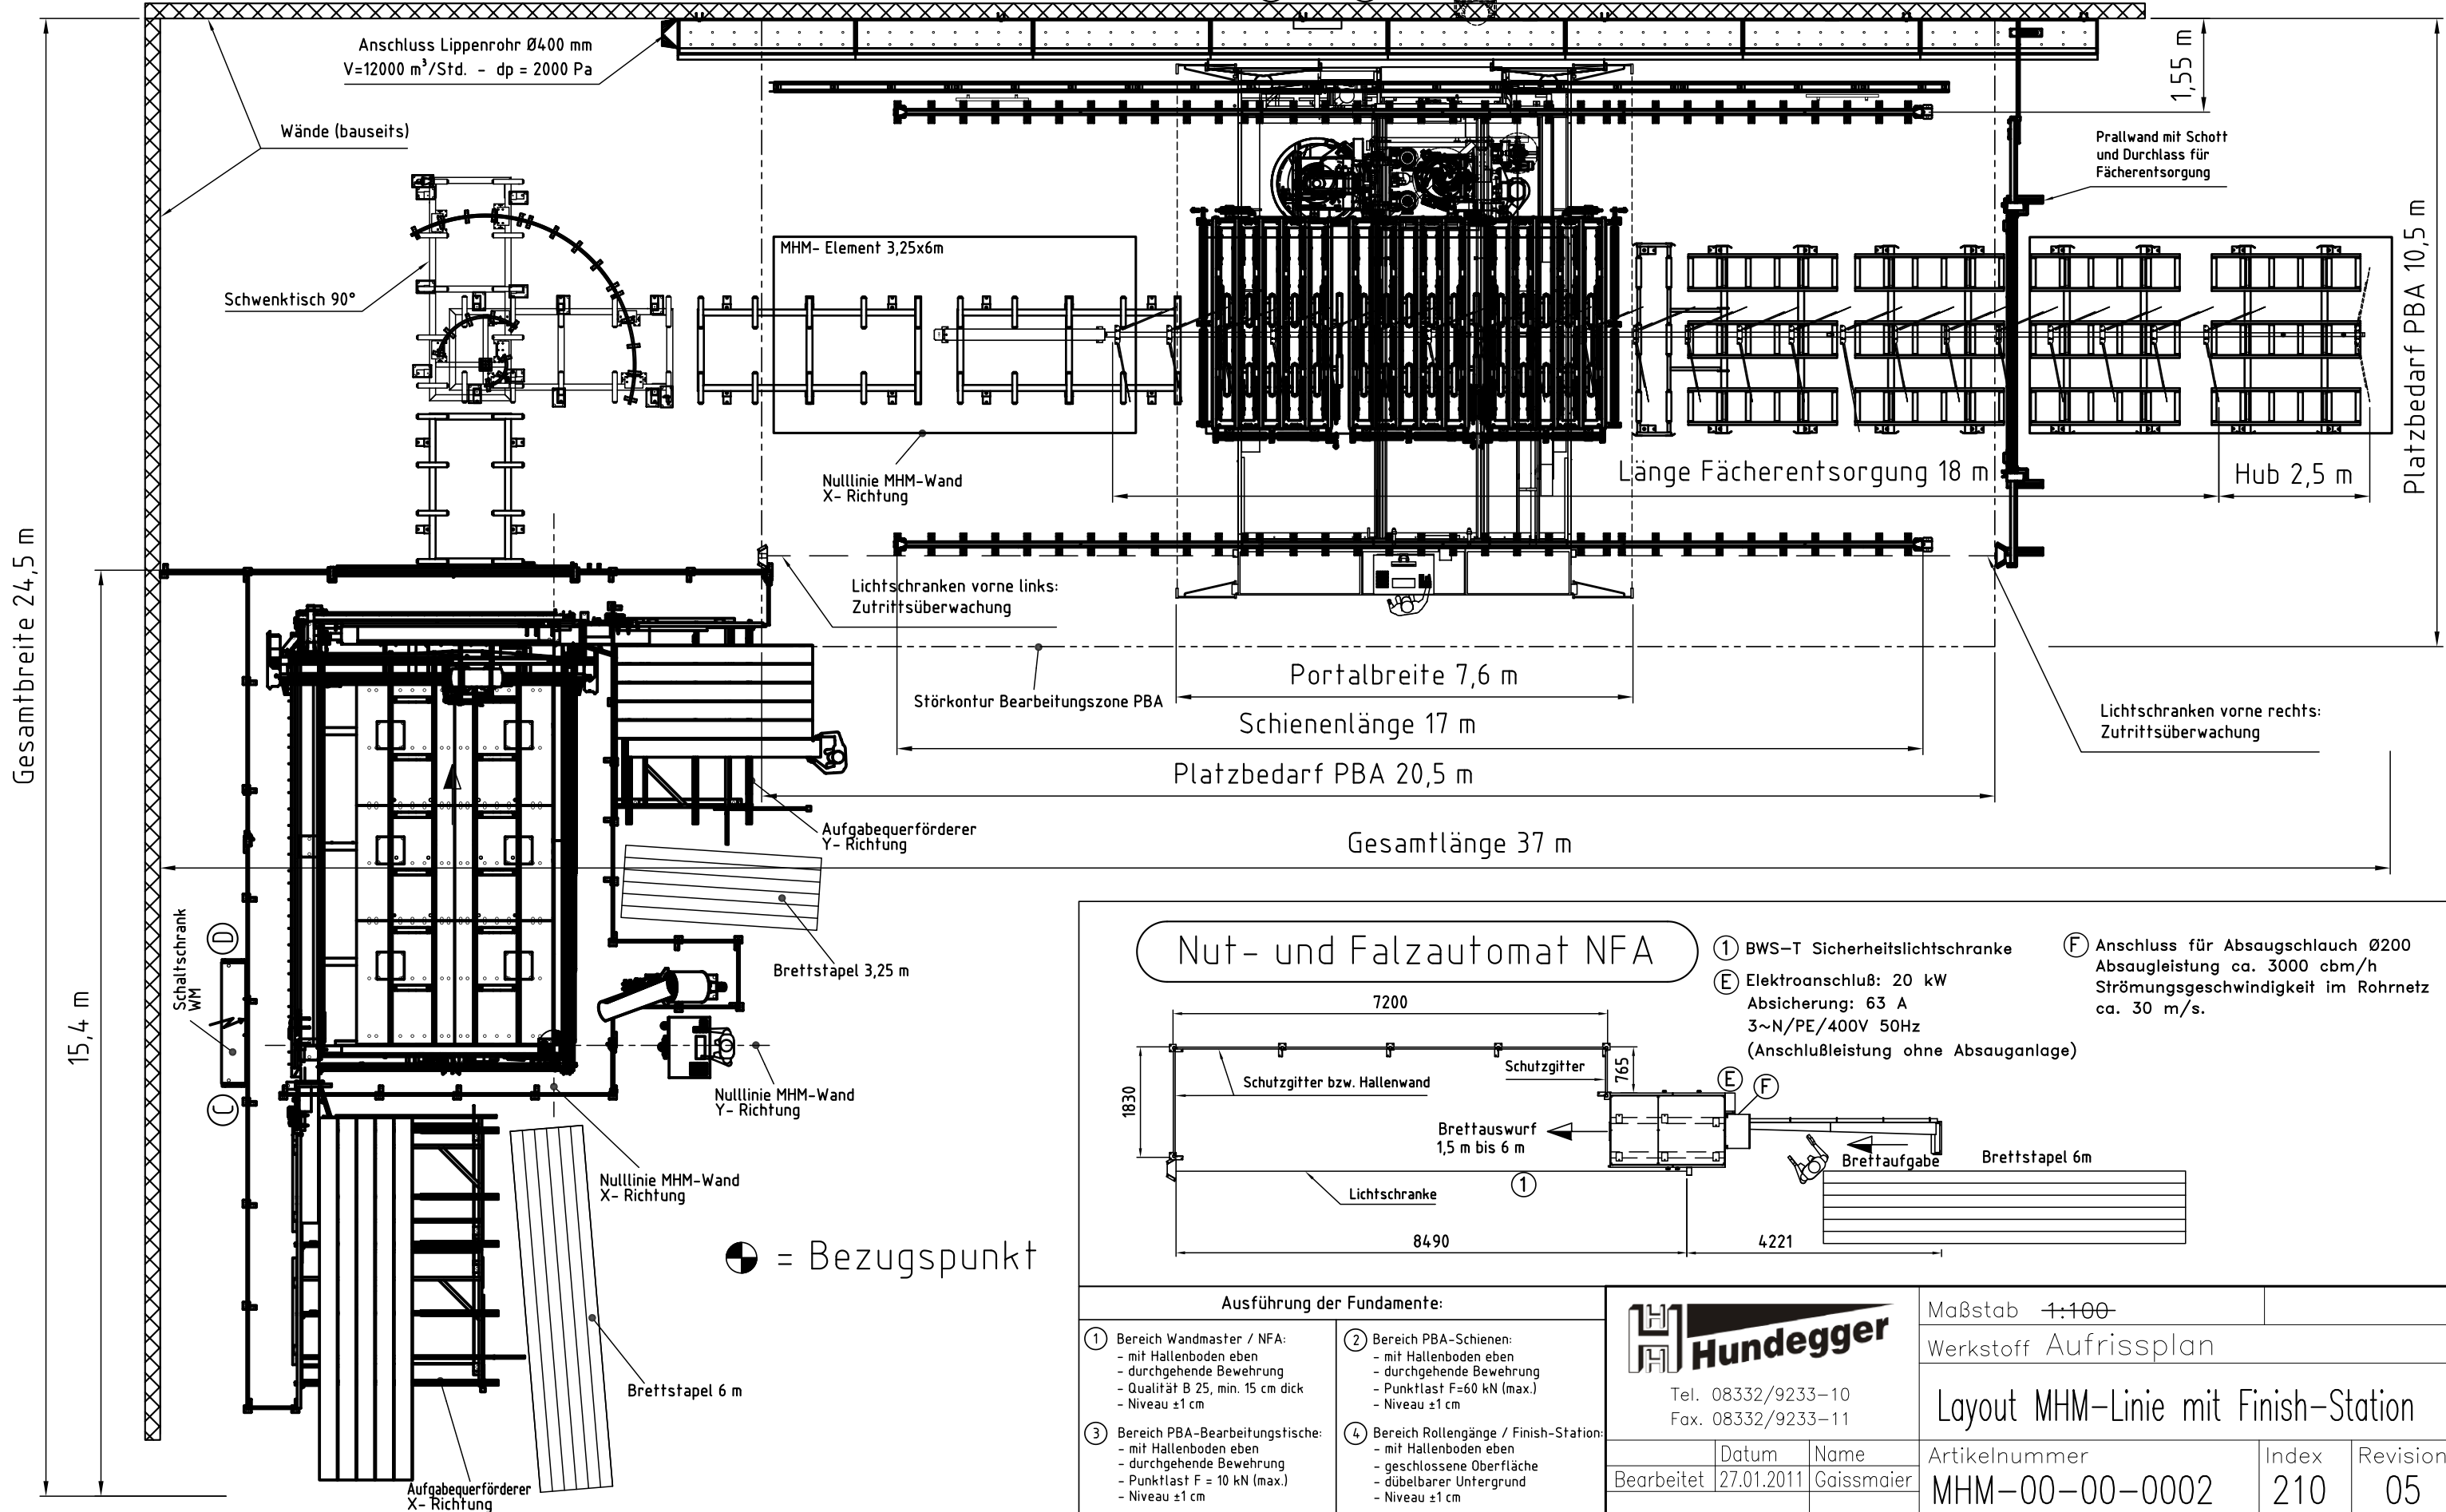 Anschluss Lippenrohr Ø400 mm
V=12000 m³/Std. - dp = 2000 Pa
Wände (bauseits)
1,55 m
Prallwand mit Schott
und Durchlass für
Fächerentsorgung
Platzbedarf PBA 10,5 m
MHM- Element 3,25x6m
Schwenktisch 90°
Nulllinie MHM-Wand
X- Richtung
Länge Fächerentsorgung 18 m
Hub 2,5 m
Gesamtbreite 24,5 m
Lichtschranken vorne links:
Zutrittsüberwachung
Portalbreite 7,6 m
Störkontur Bearbeitungszone PBA
Schienenlänge 17 m
Lichtschranken vorne rechts:
Zutrittsüberwachung
Platzbedarf PBA 20,5 m
Aufgabequerförderer
Y- Richtung
Gesamtlänge 37 m
Schaltschrank
WM
D
C
Brettstapel 3,25 m
15,4 m
Nulllinie MHM-Wand
Y- Richtung
Nulllinie MHM-Wand
X- Richtung
= Bezugspunkt
Brettstapel 6 m
Aufgabequerförderer
X- Richtung
Nut- und Falzautomat NFA
1 BWS-T Sicherheitslichtschranke
E Elektroanschluß: 20 kW
Absicherung: 63 A
3~N/PE/400V 50Hz
(Anschlußleistung ohne Absauganlage)
F Anschluss für Absaugschlauch Ø200
Absaugleistung ca. 3000 cbm/h
Strömungsgeschwindigkeit im Rohrnetz
ca. 30 m/s.
7200
Schutzgitter bzw. Hallenwand
Schutzgitter
765
1830
E
F
Brettauswurf
1,5 m bis 6 m
Brettaufgabe
Brettstapel 6m
Lichtschranke
1
8490
4221
Ausführung der Fundamente:
1 Bereich Wandmaster / NFA:
- mit Hallenboden eben
- durchgehende Bewehrung
- Qualität B 25, min. 15 cm dick
- Niveau ±1 cm
2 Bereich PBA-Schienen:
- mit Hallenboden eben
- durchgehende Bewehrung
- Punktlast F=60 kN (max.)
- Niveau ±1 cm
3 Bereich PBA-Bearbeitungstische:
- mit Hallenboden eben
- durchgehende Bewehrung
- Punktlast F = 10 kN (max.)
- Niveau ±1 cm
4 Bereich Rollengänge / Finish-Station:
- mit Hallenboden eben
- geschlossene Oberfläche
- dübelbarer Untergrund
- Niveau ±1 cm
Hundegger
Tel. 08332/9233-10
Fax. 08332/9233-11
Maßstab 1:100
Werkstoff Aufrissplan
Layout MHM-Linie mit Finish-Station
Datum Name
Bearbeitet 27.01.2011 Gaissmaier
Artikelnummer
MHM-00-00-0002
Index
210
Revision
05